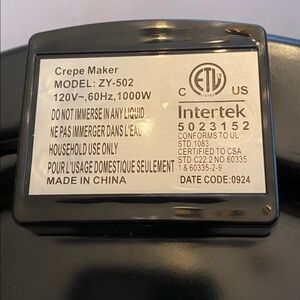 Crepe Maker
MODEL: ZY-502
120V~,60Hz,1000W
DO NOT IMMERSE IN ANY LIQUID
NE PAS IMMERGER DANS L'EAU
HOUSEHOLD USE ONLY
POUR L'USAGE DOMESTIQUE SEULEMENT
MADE IN CHINA
ETL
C US
Intertek
5023152
CONFORMS TO UL
STD.1083
CERTIFIED TO CSA
STD C22.2 NO.60335
1 & 60335-2-9
DATE CODE:0924